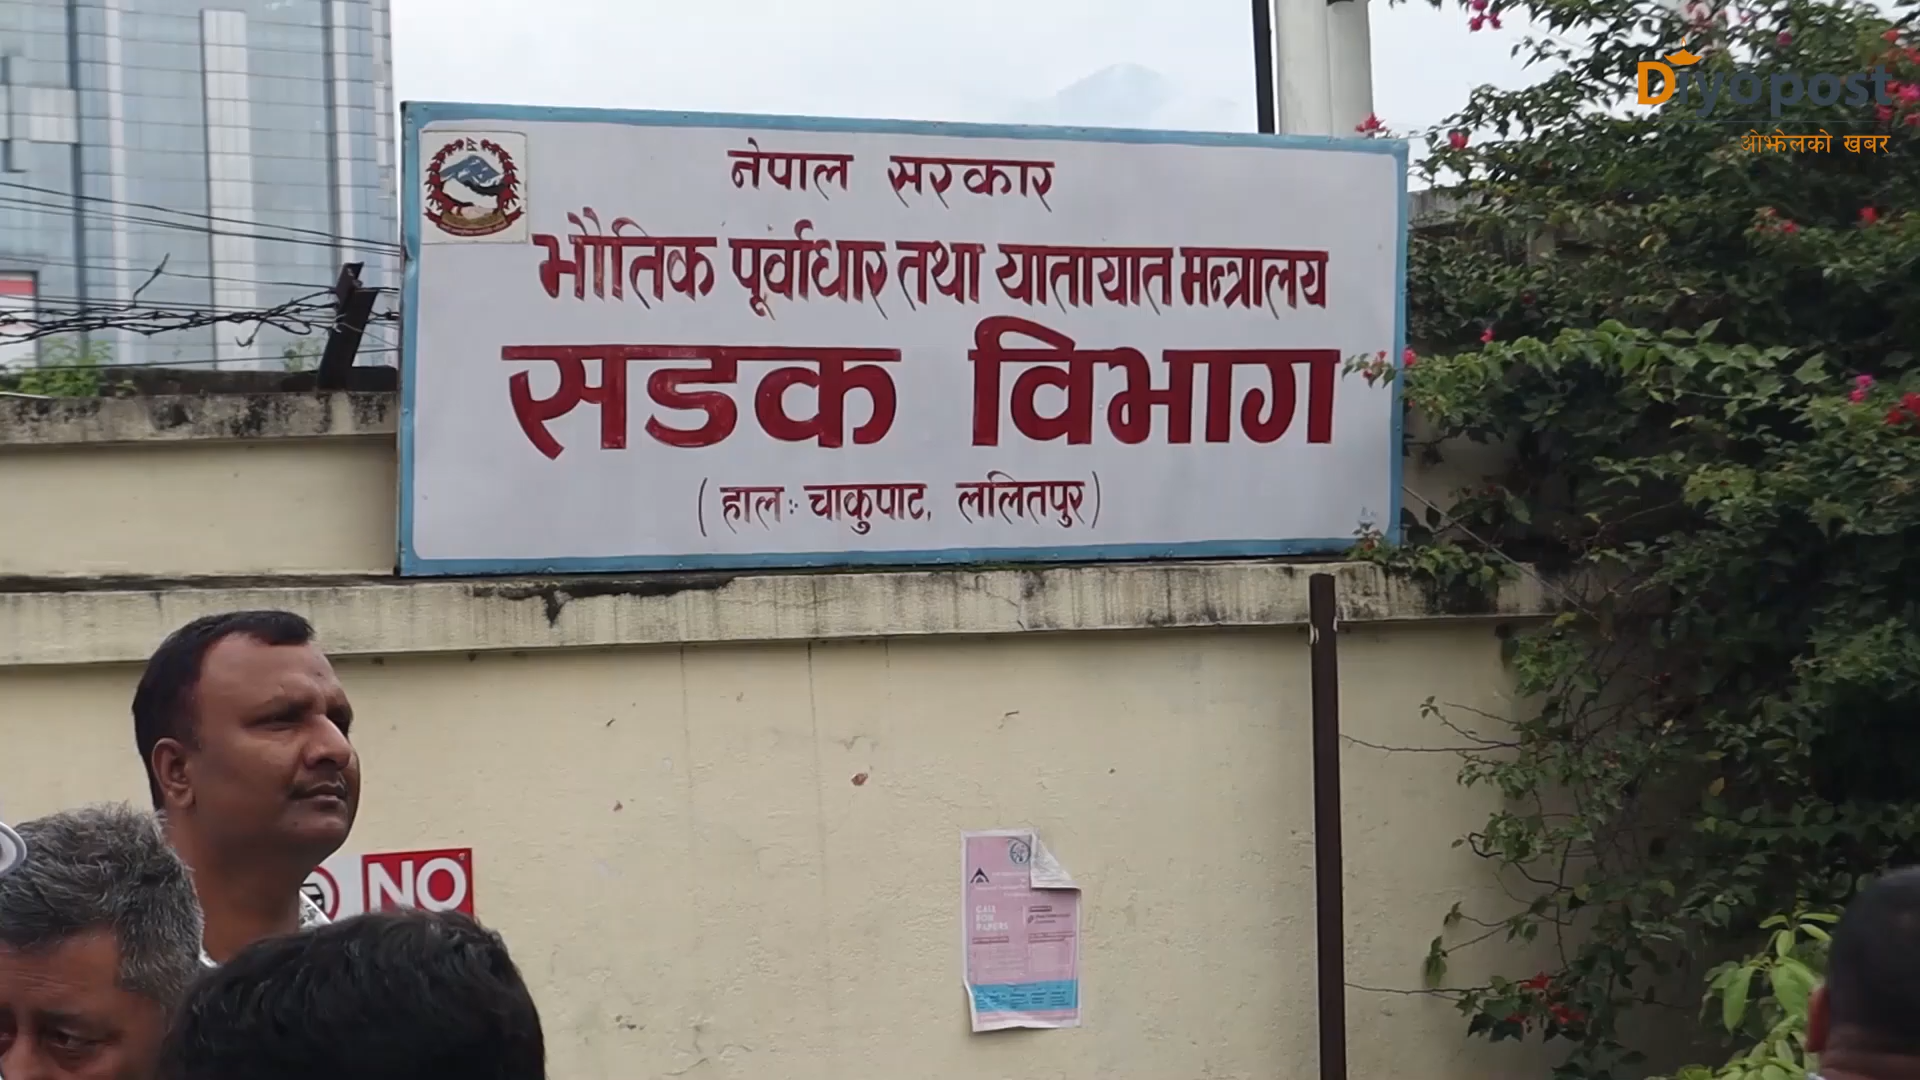 नेपाल सरकार
भौतिक पूर्वाधार तथा यातायात मन्त्रालय
सडक विभाग
(हालः चाकुपाट, ललितपुर)
Diyopost
ओझेलको खबर
NO
CALL
FOR
PAPERS